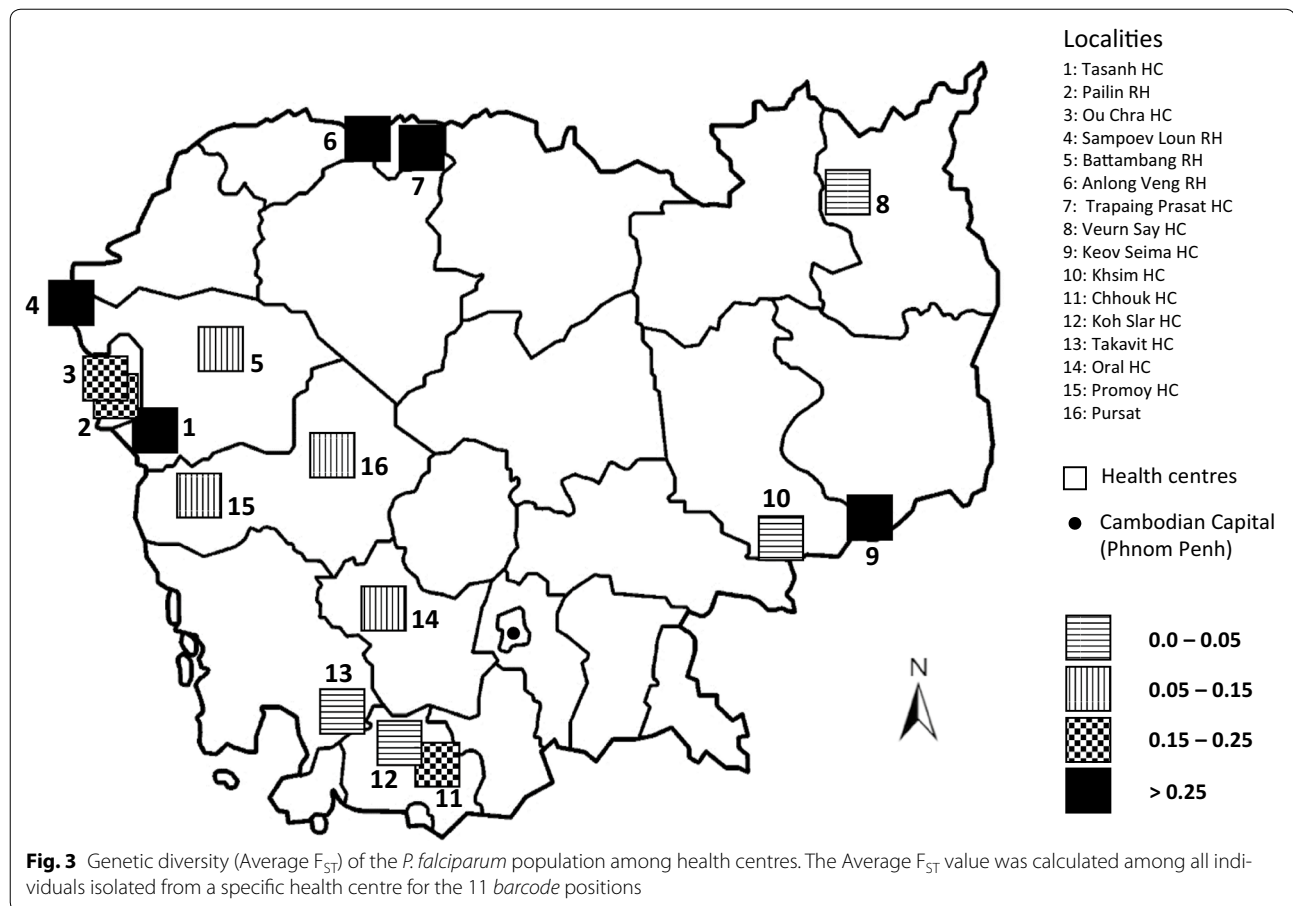 Localities
1: Tasanh HC
2: Pailin RH
3: Ou Chra HC
4: Sampoev Loun RH
5: Battambang RH
6: Anlong Veng RH
7: Trapaing Prasat HC
8: Veurn Say HC
9: Keov Seima HC
10: Khsim HC
11: Chhouk HC
12: Koh Slar HC
13: Takavit HC
14: Oral HC
15: Promoy HC
16: Pursat
Health centres
Cambodian Capital
(Phnom Penh)
0.0 – 0.05
0.05 – 0.15
0.15 – 0.25
> 0.25
6
7
8
4
5
3
2
1
16
15
10
9
14
13
12
11
N
Fig. 3 Genetic diversity (Average FST) of the P. falciparum population among health centres. The Average FST value was calculated among all indi-
viduals isolated from a specific health centre for the 11 barcode positions